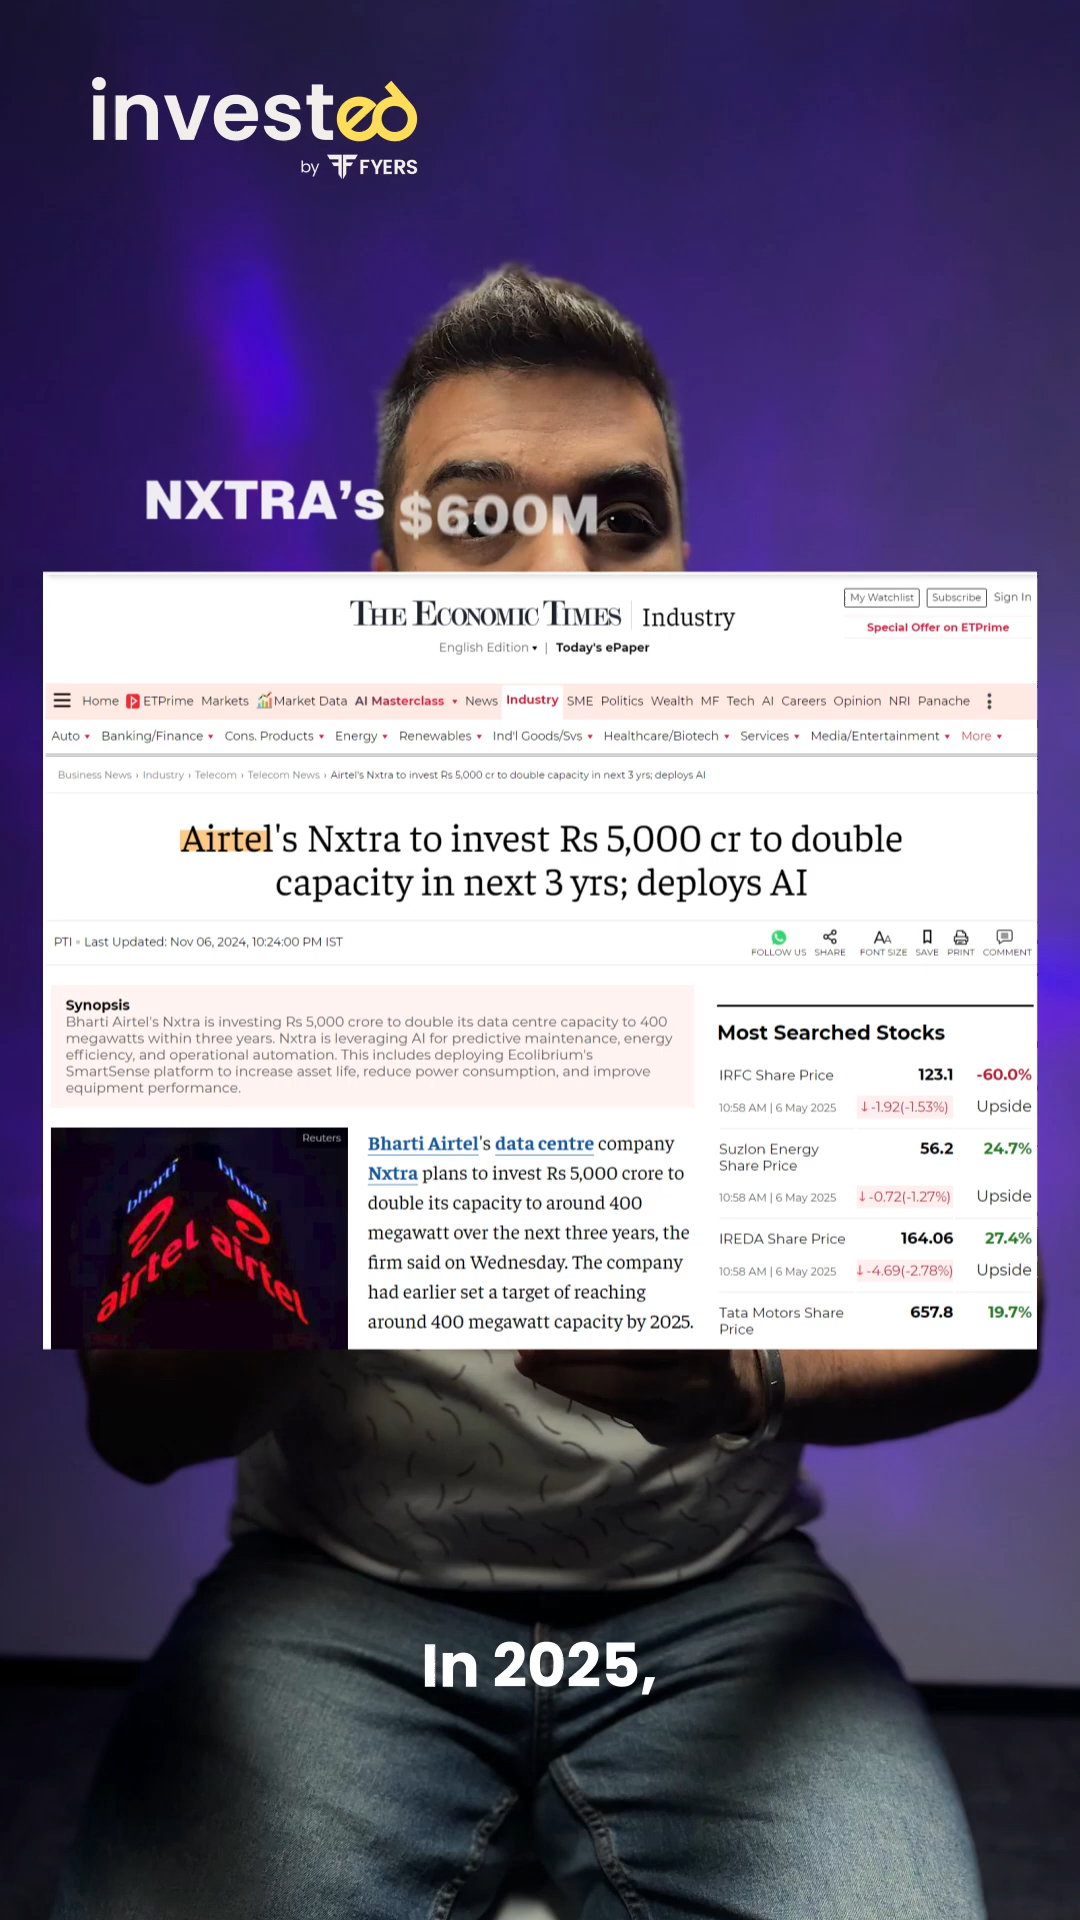 invested
by FYERS
NXTRA's $600M
THE ECONOMIC TIMES | Industry
My Watchlist Subscribe Sign In
Special Offer on ETPrime
English Edition ▾ | Today's ePaper
Home ETPrime Markets Market Data AI Masterclass ▾ News Industry SME Politics Wealth MF Tech AI Careers Opinion NRI Panache
Auto ▾ Banking/Finance ▾ Cons. Products ▾ Energy ▾ Renewables ▾ Ind'l Goods/Svs ▾ Healthcare/Biotech ▾ Services ▾ Media/Entertainment ▾ More ▾
Business News › Industry › Telecom › Telecom News › Airtel's Nxtra to invest Rs 5,000 cr to double capacity in next 3 yrs; deploys AI
Airtel's Nxtra to invest Rs 5,000 cr to double
capacity in next 3 yrs; deploys AI
PTI • Last Updated: Nov 06, 2024, 10:24:00 PM IST
FOLLOW US SHARE FONT SIZE SAVE PRINT COMMENT
Synopsis
Bharti Airtel's Nxtra is investing Rs 5,000 crore to double its data centre capacity to 400
megawatts within three years. Nxtra is leveraging AI for predictive maintenance, energy
efficiency, and operational automation. This includes deploying Ecolibrium's
SmartSense platform to increase asset life, reduce power consumption, and improve
equipment performance.
Reuters
bharti bharti
airtel airtel
Bharti Airtel's data centre company
Nxtra plans to invest Rs 5,000 crore to
double its capacity to around 400
megawatt over the next three years, the
firm said on Wednesday. The company
had earlier set a target of reaching
around 400 megawatt capacity by 2025.
Most Searched Stocks
IRFC Share Price 123.1 -60.0%
10:58 AM | 6 May 2025 ↓-1.92(-1.53%) Upside
Suzlon Energy
Share Price 56.2 24.7%
10:58 AM | 6 May 2025 ↓-0.72(-1.27%) Upside
IREDA Share Price 164.06 27.4%
10:58 AM | 6 May 2025 ↓-4.69(-2.78%) Upside
Tata Motors Share
Price 657.8 19.7%
In 2025,